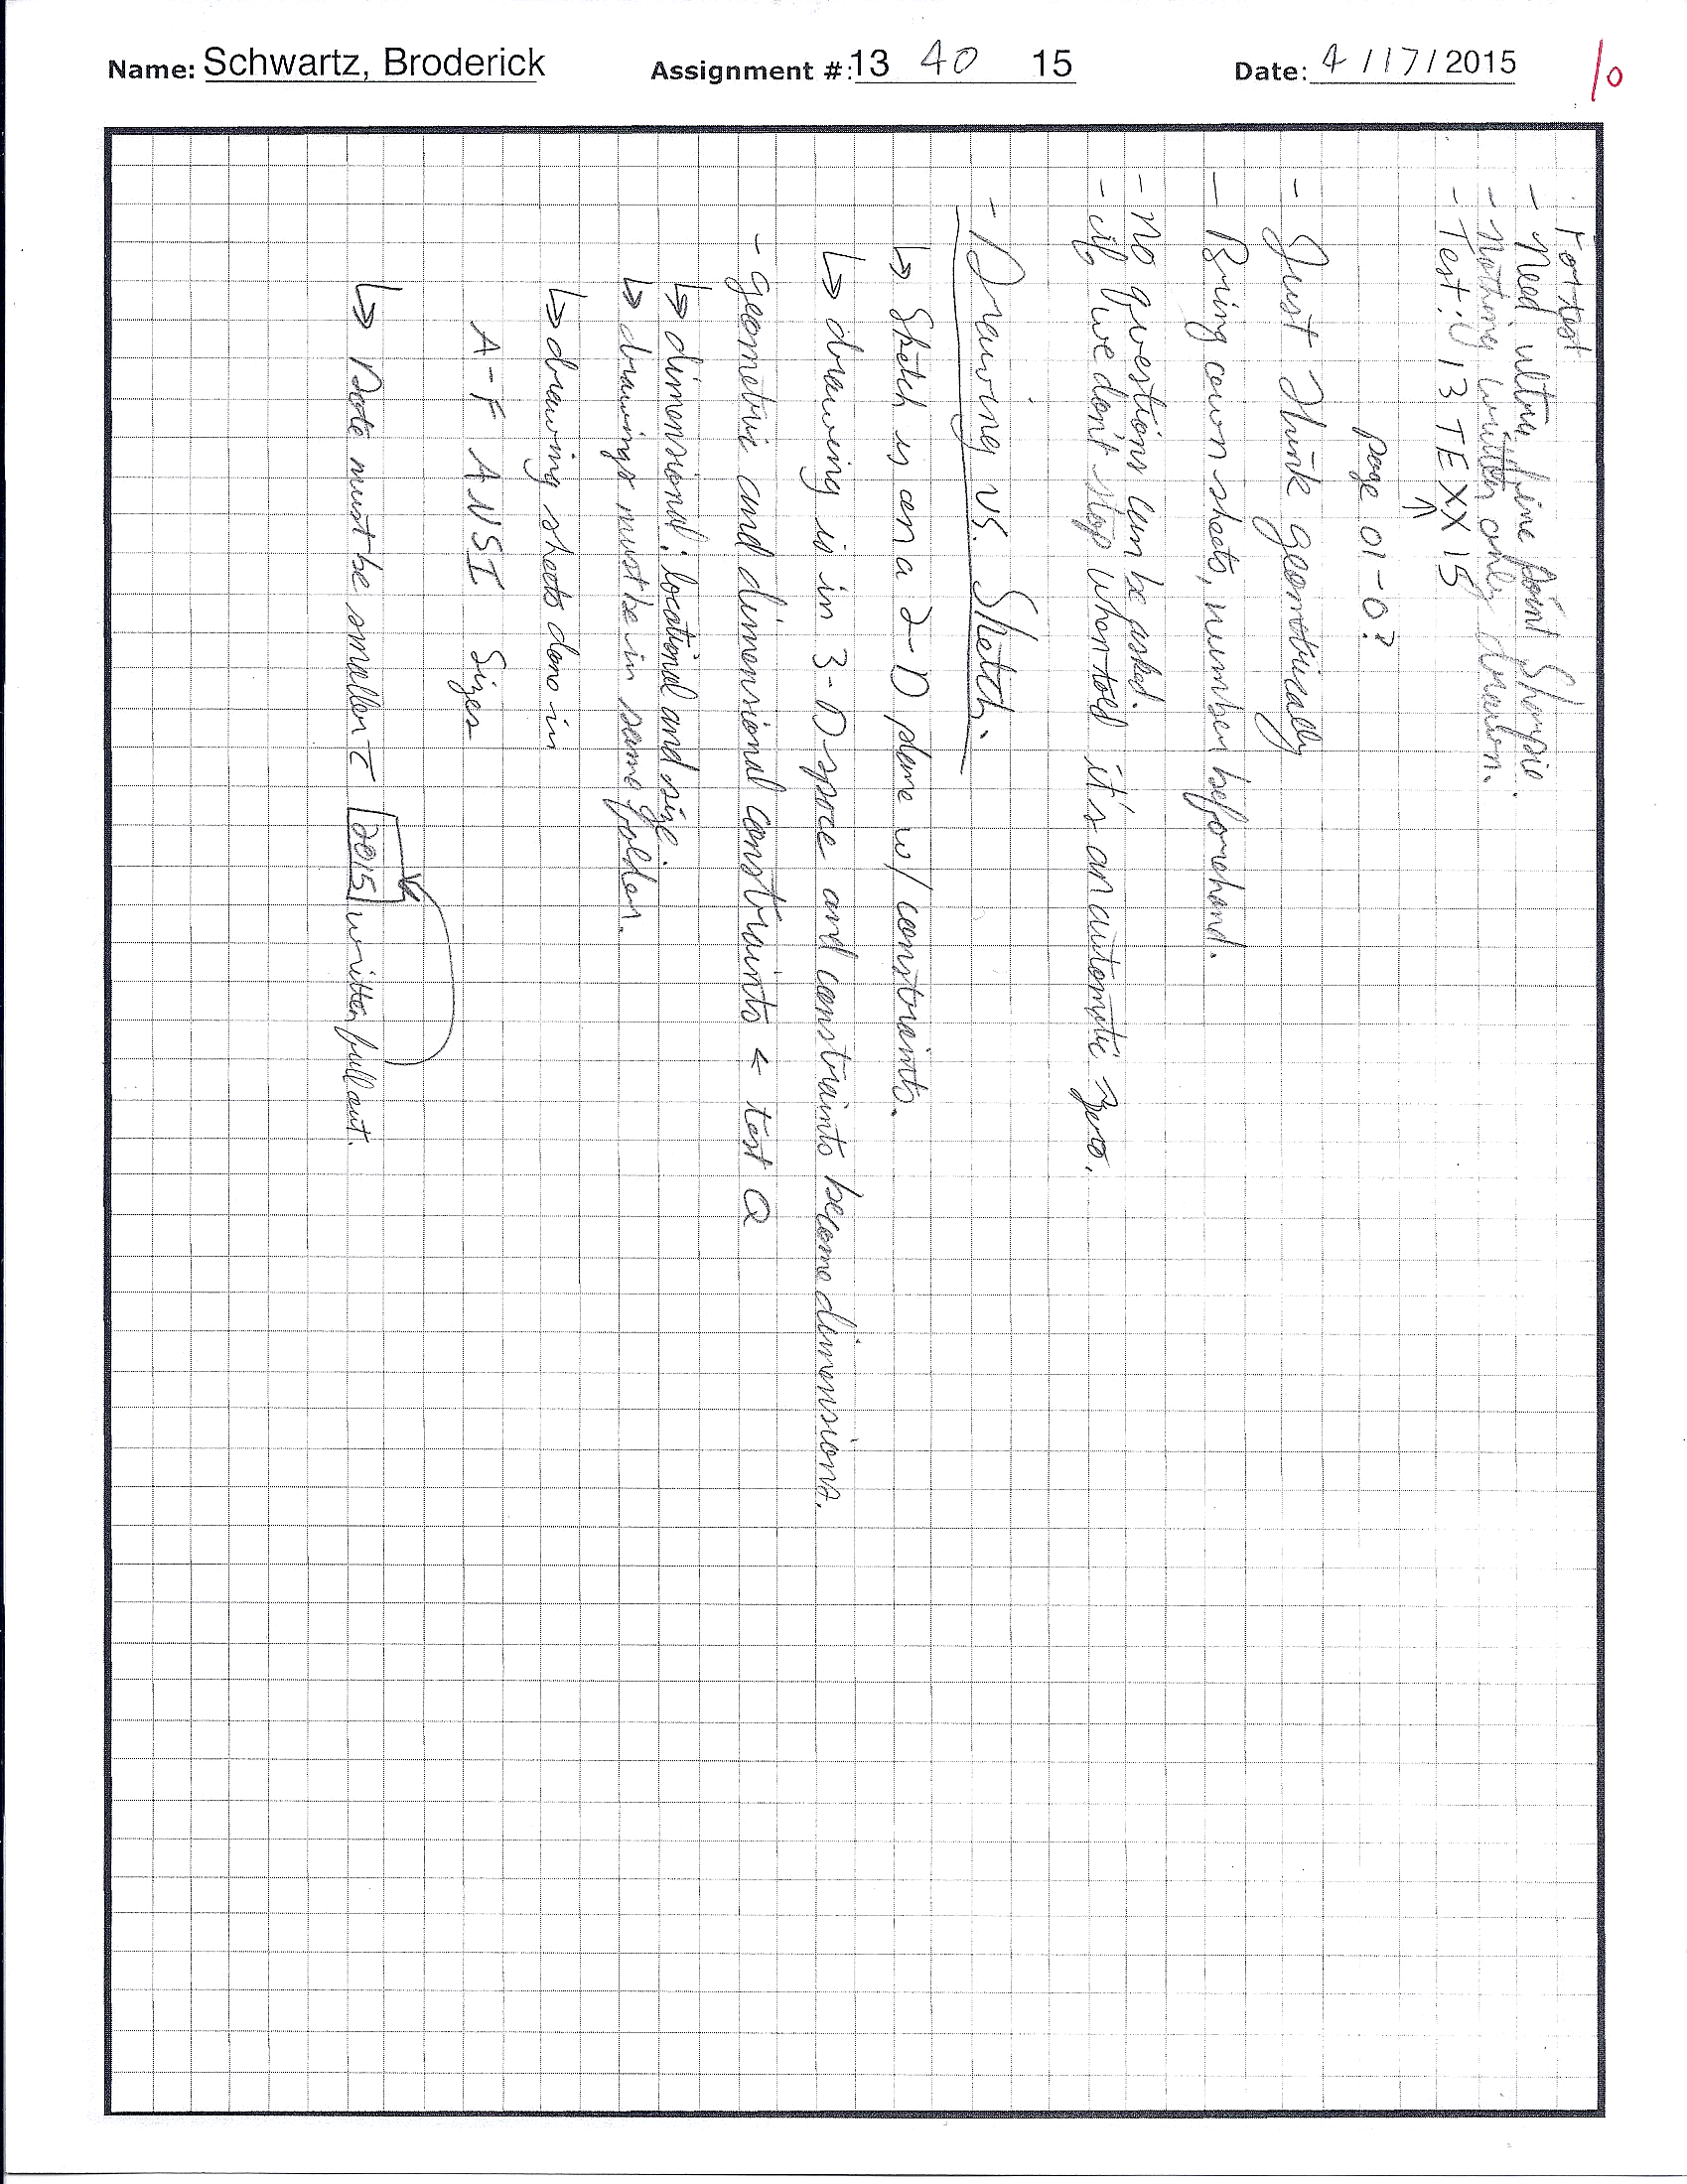 Name: Schwartz, Broderick Assignment #: 13 40 15 Date: 4/17/2015
10
For test
- Need ultra fine point Sharpie.
- Nothing written only drawn.
- Test: 13 TEXX15
page 01-0?
- Just think geometrically
- Bring own sheets, number beforehand.
- No questions can be asked.
- if we don't stop when told it's an automatic zero.
- Drawing vs. Sketch.
↳ Sketch is on a 2-D plane w/ constraints.
↳ drawing is in 3-D space and constraints become dimensions.
- geometric and dimensional constraints ← test Q
↳ dimensional: locational and size.
↳ drawings must be in same folder.
↳ drawing sheets done in
A-F ANSI Sizes
↳ Date must be smaller 2015 written full out.